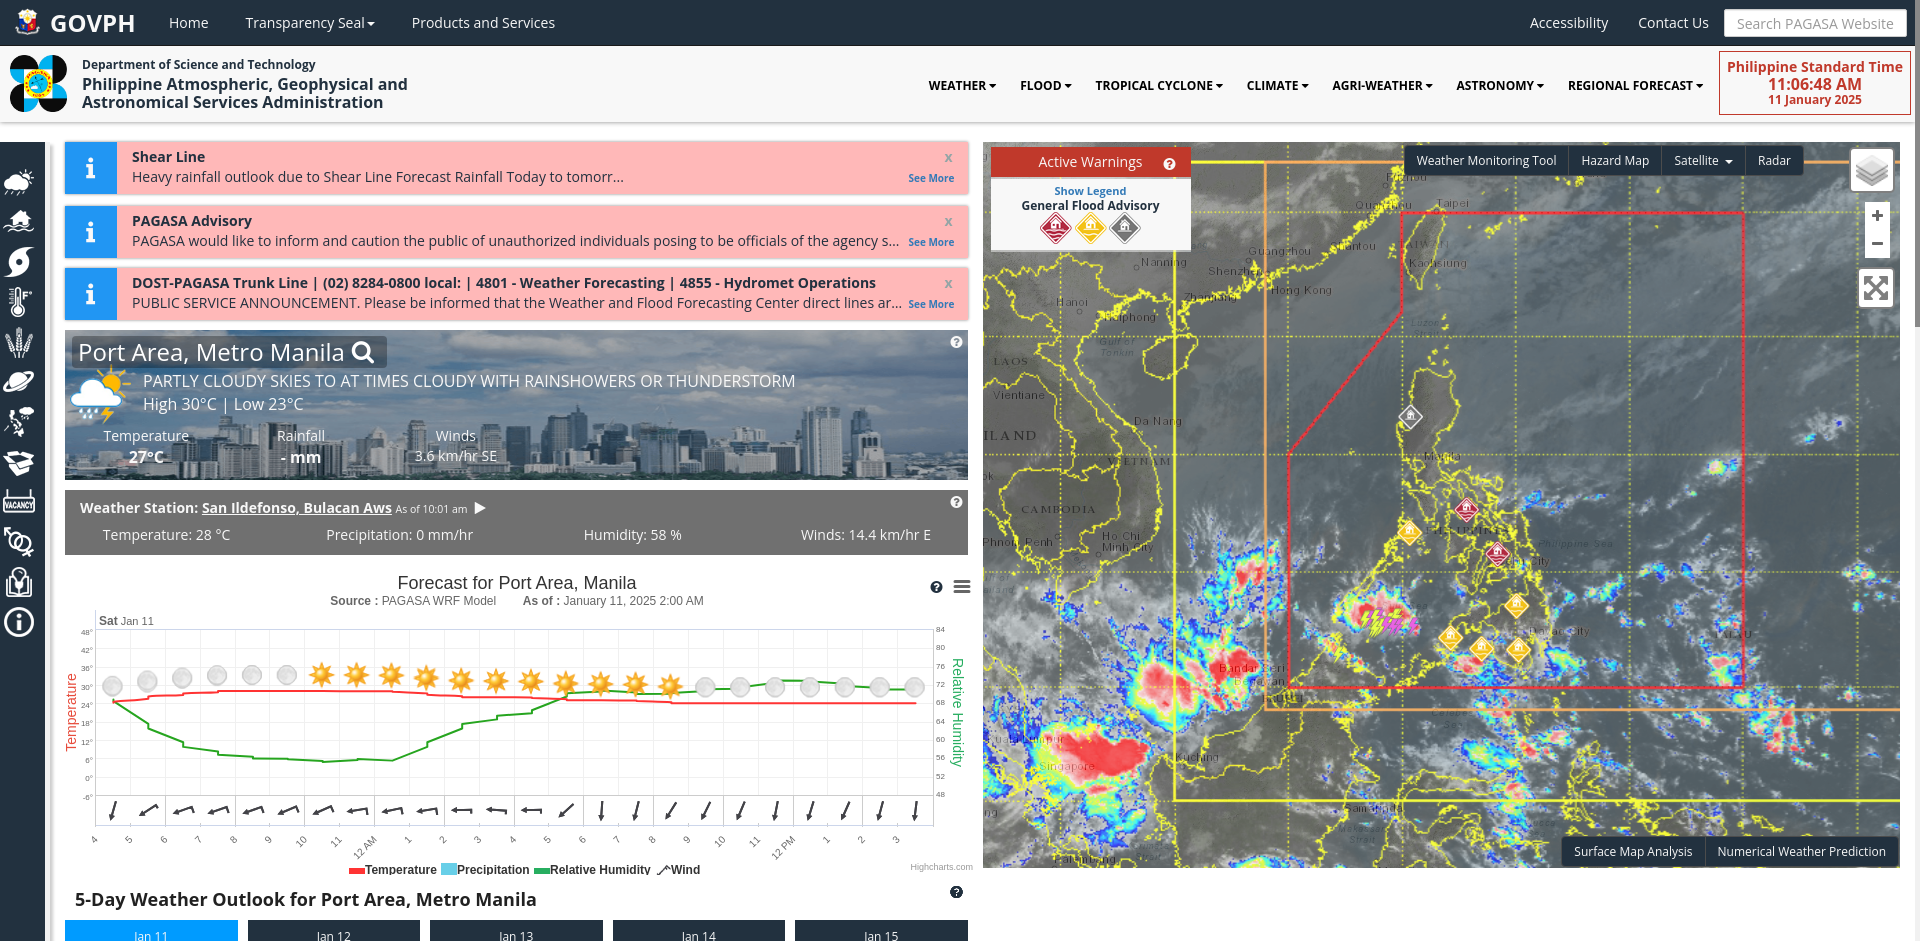 GOVPH Home Transparency Seal Products and Services Accessibility Contact Us Search PAGASA Website
Department of Science and Technology
Philippine Atmospheric, Geophysical and
Astronomical Services Administration
WEATHER FLOOD TROPICAL CYCLONE CLIMATE AGRI-WEATHER ASTRONOMY REGIONAL FORECAST
Philippine Standard Time
11:06:48 AM
11 January 2025
Shear Line x
Heavy rainfall outlook due to Shear Line Forecast Rainfall Today to tomorr... See More
PAGASA Advisory x
PAGASA would like to inform and caution the public of unauthorized individuals posing to be officials of the agency s... See More
DOST-PAGASA Trunk Line | (02) 8284-0800 local: | 4801 - Weather Forecasting | 4855 - Hydromet Operations x
PUBLIC SERVICE ANNOUNCEMENT. Please be informed that the Weather and Flood Forecasting Center direct lines ar... See More
Port Area, Metro Manila
PARTLY CLOUDY SKIES TO AT TIMES CLOUDY WITH RAINSHOWERS OR THUNDERSTORM
High 30°C | Low 23°C
Temperature Rainfall Winds
27°C - mm 3.6 km/hr SE
Weather Station: San Ildefonso, Bulacan Aws As of 10:01 am
Temperature: 28 °C Precipitation: 0 mm/hr Humidity: 58 % Winds: 14.4 km/hr E
Forecast for Port Area, Manila
Source : PAGASA WRF Model As of : January 11, 2025 2:00 AM
Sat Jan 11
48°
42°
36°
30°
24°
18°
12°
6°
0°
-6°
Temperature
84
80
76
72
68
64
60
56
52
48
Relative Humidity
4 5 6 7 8 9 10 11 12 AM 1 2 3 4 5 6 7 8 9 10 11 12 PM 1 2 3
Temperature Precipitation Relative Humidity Wind
Highcharts.com
5-Day Weather Outlook for Port Area, Metro Manila
Jan 11 Jan 12 Jan 13 Jan 14 Jan 15
VACANCY
Active Warnings
Show Legend
General Flood Advisory
Weather Monitoring Tool Hazard Map Satellite Radar
+
−
Taipei
Guangzhou
Nanning
Shenzhen
Kaohsiung
Hong Kong
Zhanjiang
Hanoi
Haiphong
Gulf of
Tonkin
LAOS
Vientiane
Da Nang
VIETNAM
CAMBODIA
Phnom Penh
Ho Chi
Minh City
Manila
Philippine Sea
Davao City
PALAU
Bandar Seri
Begawan
Kuala Lumpur
Singapore
Kuching
Samarinda
Surface Map Analysis Numerical Weather Prediction